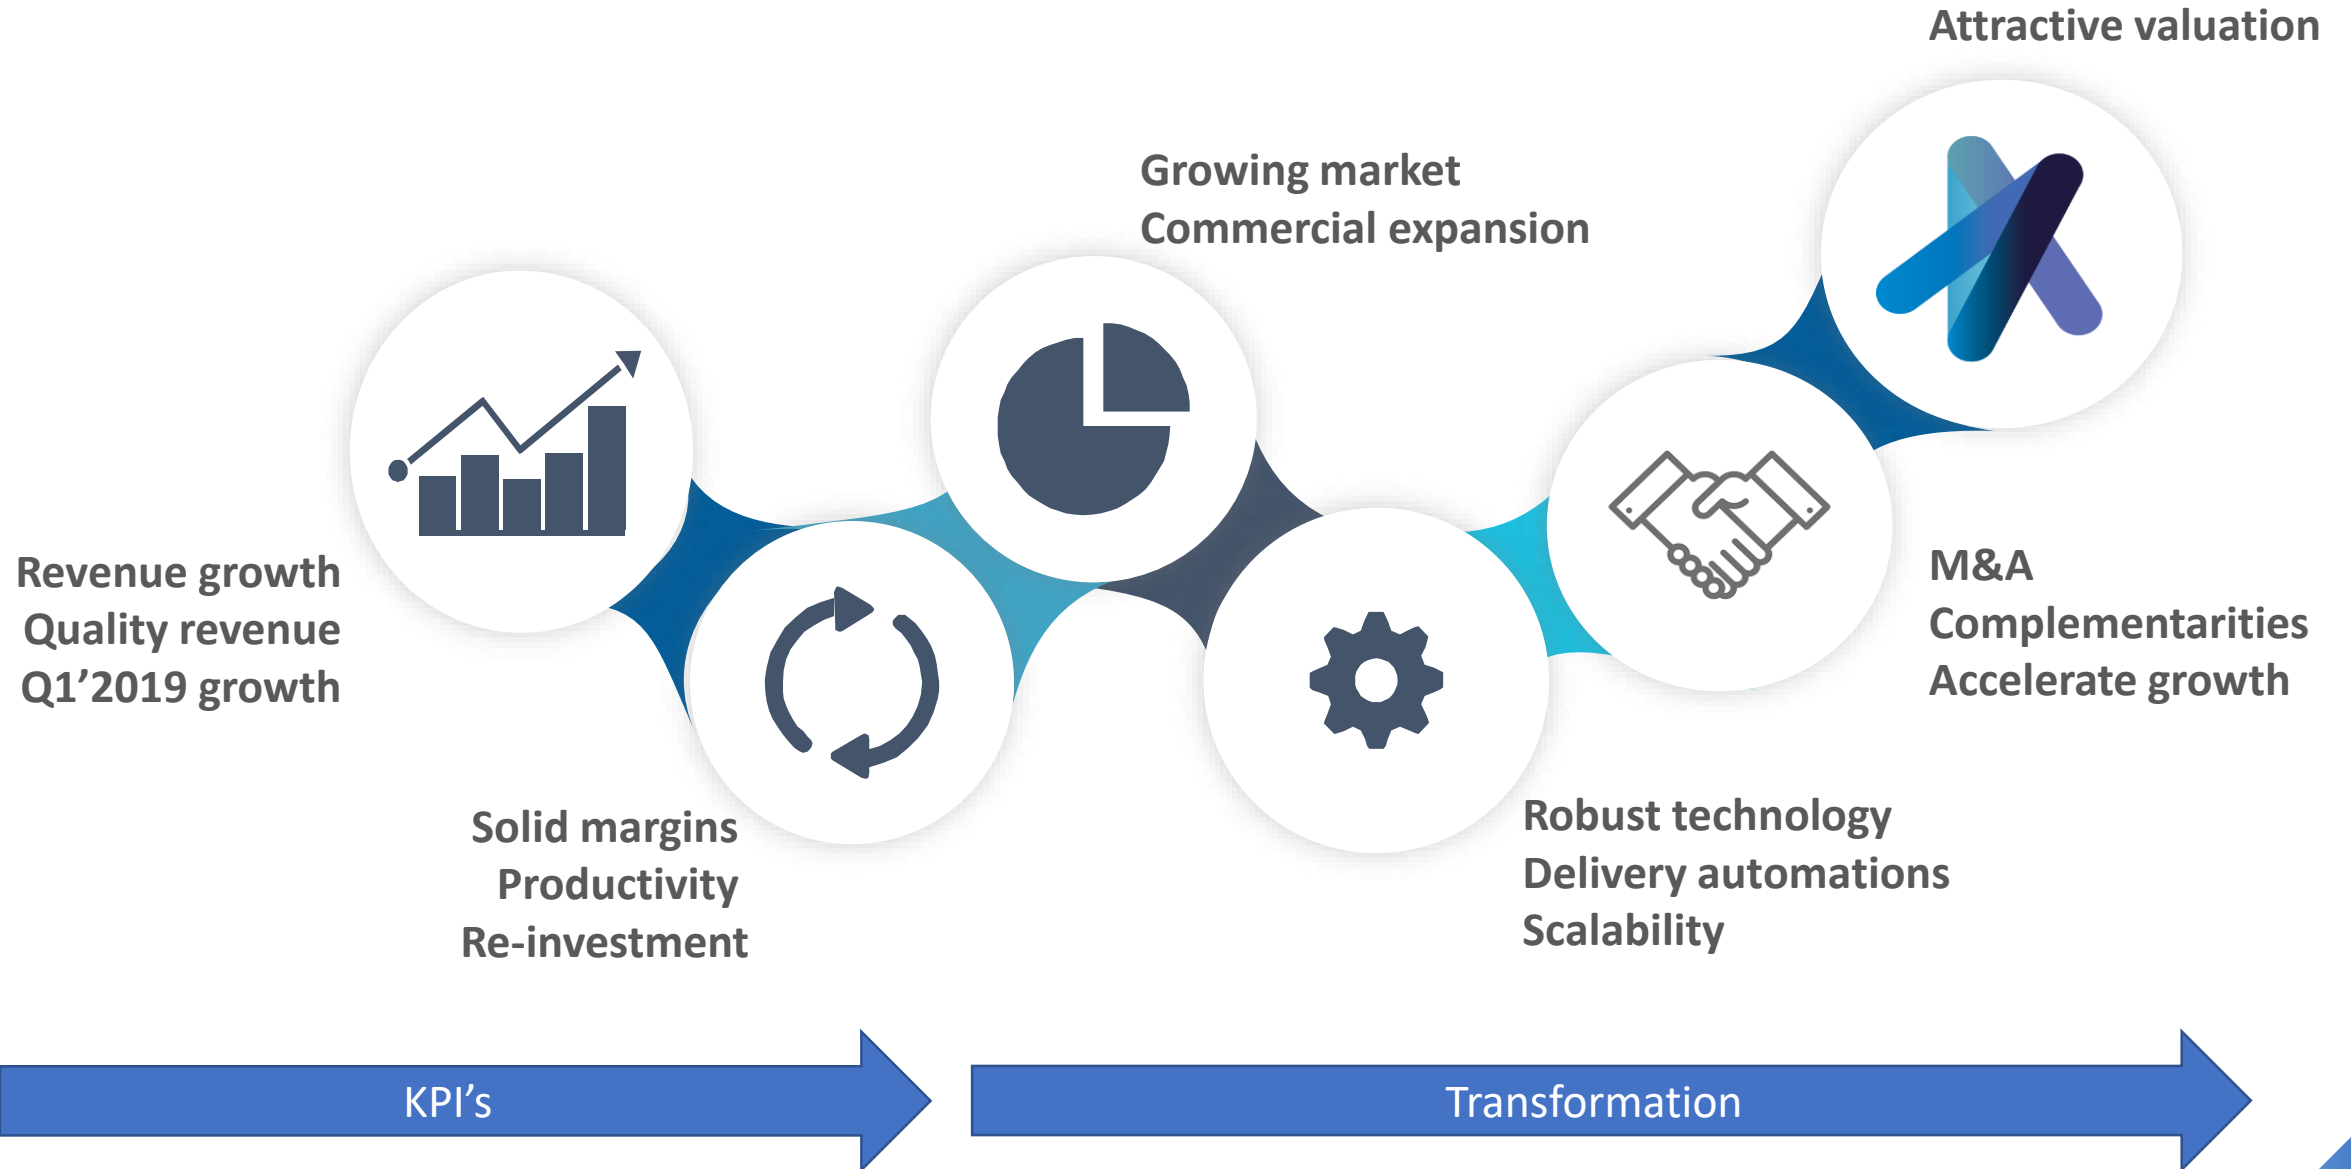 Attractive valuation
Growing market
Commercial expansion
Revenue growth
Quality revenue
Q1’2019 growth
M&A
Complementarities
Accelerate growth
Solid margins
Productivity
Re-investment
Robust technology
Delivery automations
Scalability
KPI’s
Transformation